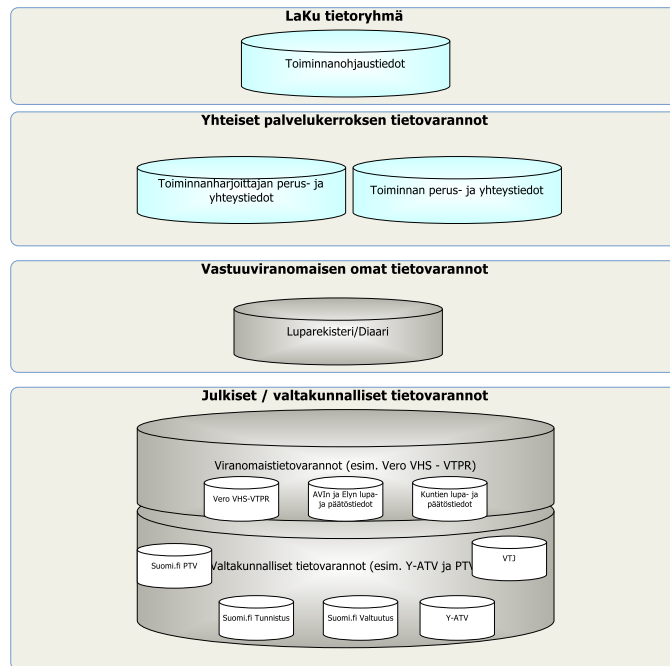 LaKu tietoryhmä
Toiminnanohjaustiedot
Yhteiset palvelukerroksen tietovarannot
Toiminnanharjoittajan perus- ja
yhteystiedot
Toiminnan perus- ja yhteystiedot
Vastuuviranomaisen omat tietovarannot
Luparekisteri/Diaari
Julkiset / valtakunnalliset tietovarannot
Viranomaistietovarannot (esim. Vero VHS - VTPR)
Vero VHS-VTPR
AVIn ja Elyn lupa-
ja päätöstiedot
Kuntien lupa- ja
päätöstiedot
Suomi.fi PTV
Valtakunnalliset tietovarannot (esim. Y-ATV ja PTV
VTJ
Suomi.fi Tunnistus
Suomi.fi Valtuutus
Y-ATV